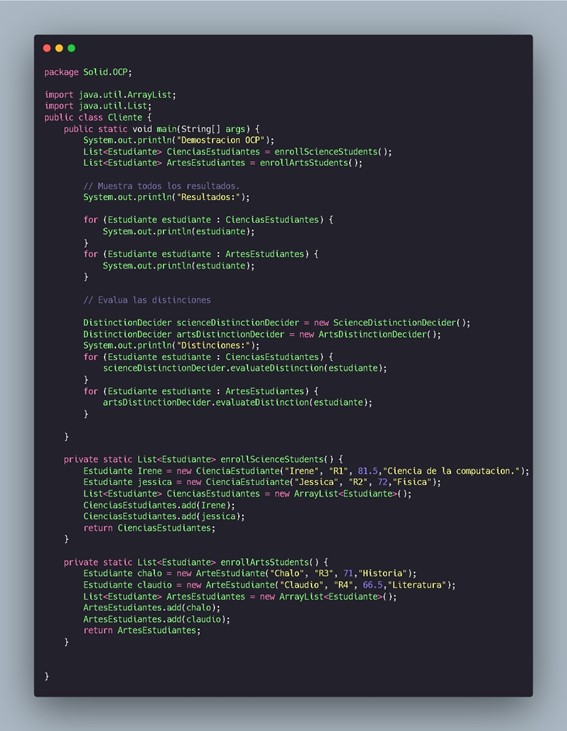 package Solid.OCP;
import java.util.ArrayList;
import java.util.List;
public class Cliente {
    public static void main(String[] args) {
        System.out.println("Demostracion OCP");
        List<Estudiante> CienciasEstudiantes = enrollScienceStudents();
        List<Estudiante> ArtesEstudiantes = enrollArtsStudents();
        // Muestra todos los resultados.
        System.out.println("Resultados:");
        for (Estudiante estudiante : CienciasEstudiantes) {
            System.out.println(estudiante);
        }
        for (Estudiante estudiante : ArtesEstudiantes) {
            System.out.println(estudiante);
        }
        // Evalua las distinciones
        DistinctionDecider scienceDistinctionDecider = new ScienceDistinctionDecider();
        DistinctionDecider artsDistinctionDecider = new ArtsDistinctionDecider();
        System.out.println("Distinciones:");
        for (Estudiante estudiante : CienciasEstudiantes) {
            scienceDistinctionDecider.evaluateDistinction(estudiante);
        }
        for (Estudiante estudiante : ArtesEstudiantes) {
            artsDistinctionDecider.evaluateDistinction(estudiante);
        }
    }
    private static List<Estudiante> enrollScienceStudents() {
        Estudiante Irene = new CienciaEstudiante("Irene", "R1", 81.5,"Ciencia de la computacion.");
        Estudiante jessica = new CienciaEstudiante("Jessica", "R2", 72,"Fisica");
        List<Estudiante> CienciasEstudiantes = new ArrayList<Estudiante>();
        CienciasEstudiantes.add(Irene);
        CienciasEstudiantes.add(jessica);
        return CienciasEstudiantes;
    }
    private static List<Estudiante> enrollArtsStudents() {
        Estudiante chalo = new ArteEstudiante("Chalo", "R3", 71,"Historia");
        Estudiante claudio = new ArteEstudiante("Claudio", "R4", 66.5,"Literatura");
        List<Estudiante> ArtesEstudiantes = new ArrayList<Estudiante>();
        ArtesEstudiantes.add(chalo);
        ArtesEstudiantes.add(claudio);
        return ArtesEstudiantes;
    }
}